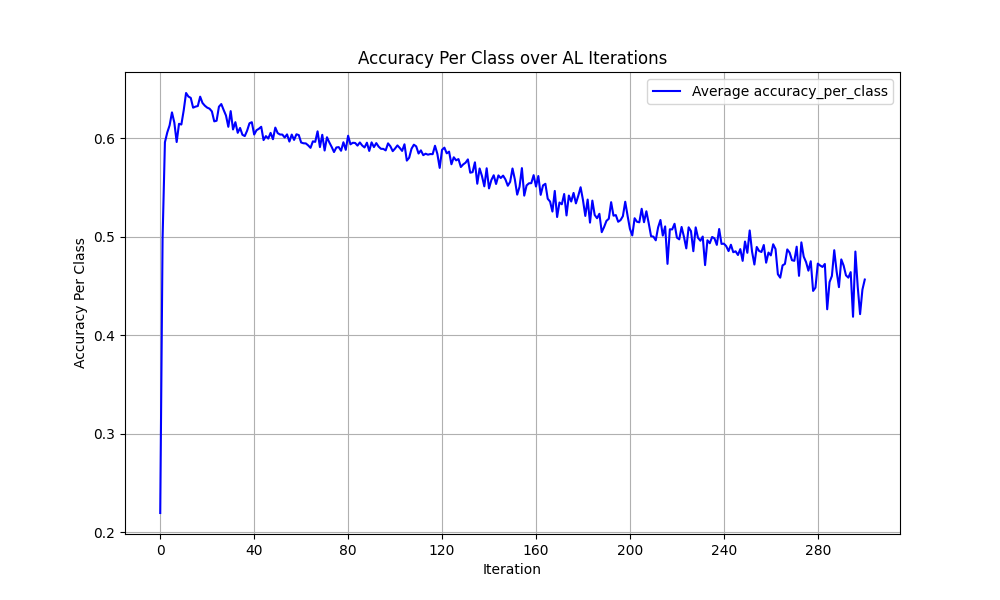 Accuracy Per Class over AL Iterations
Average accuracy_per_class
Accuracy Per Class
0.6
0.5
0.4
0.3
0.2
0 40 80 120 160 200 240 280
Iteration